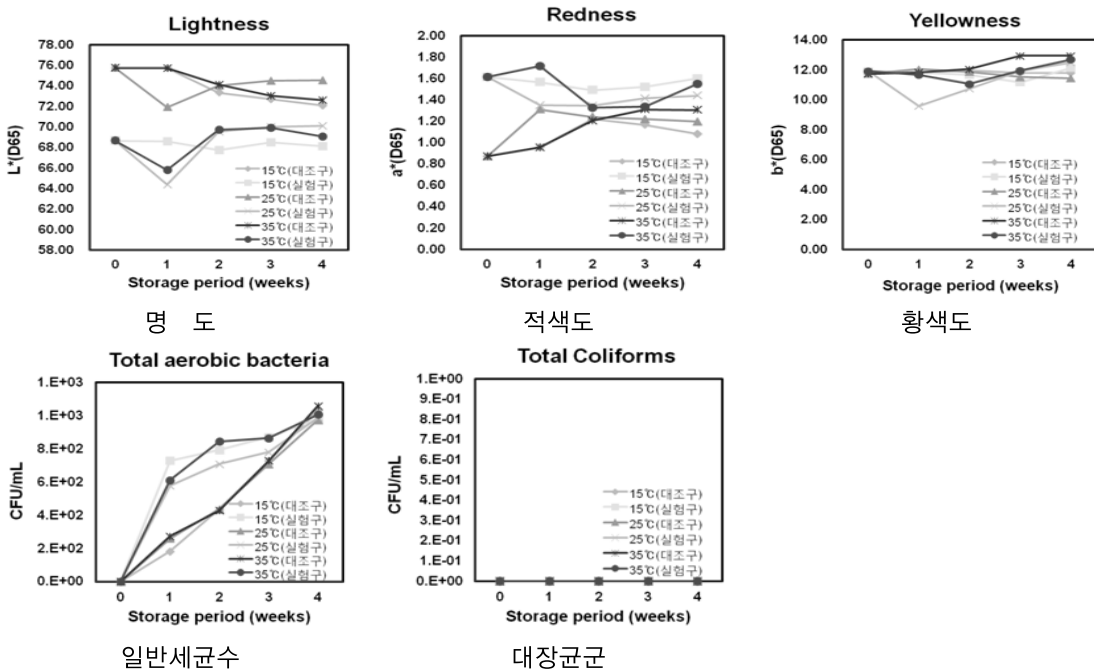 Lightness
78.00
76.00
74.00
72.00
70.00
68.00
66.00
64.00
62.00
60.00
58.00
L*(D65)
15℃(대조구)
15℃(실험구)
25℃(대조구)
25℃(실험구)
35℃(대조구)
35℃(실험구)
0 1 2 3 4
Storage period (weeks)
명 도
Redness
2.00
1.80
1.60
1.40
1.20
1.00
0.80
0.60
0.40
0.20
0.00
a*(D65)
15℃(대조구)
15℃(실험구)
25℃(대조구)
25℃(실험구)
35℃(대조구)
35℃(실험구)
0 1 2 3 4
Storage period (weeks)
적색도
Yellowness
14.00
12.00
10.00
8.00
6.00
4.00
2.00
0.00
b*(D65)
15℃(대조구)
15℃(실험구)
25℃(대조구)
25℃(실험구)
35℃(대조구)
35℃(실험구)
0 1 2 3 4
Storage period (weeks)
황색도
Total aerobic bacteria
1.E+03
1.E+03
8.E+02
6.E+02
4.E+02
2.E+02
0.E+00
CFU/mL
15℃(대조구)
15℃(실험구)
25℃(대조구)
25℃(실험구)
35℃(대조구)
35℃(실험구)
0 1 2 3 4
Storage period (weeks)
일반세균수
Total Coliforms
1.E+00
9.E-01
8.E-01
7.E-01
6.E-01
5.E-01
4.E-01
3.E-01
2.E-01
1.E-01
0.E+00
CFU/mL
15℃(대조구)
15℃(실험구)
25℃(대조구)
25℃(실험구)
35℃(대조구)
35℃(실험구)
0 1 2 3 4
Storage period (weeks)
대장균군